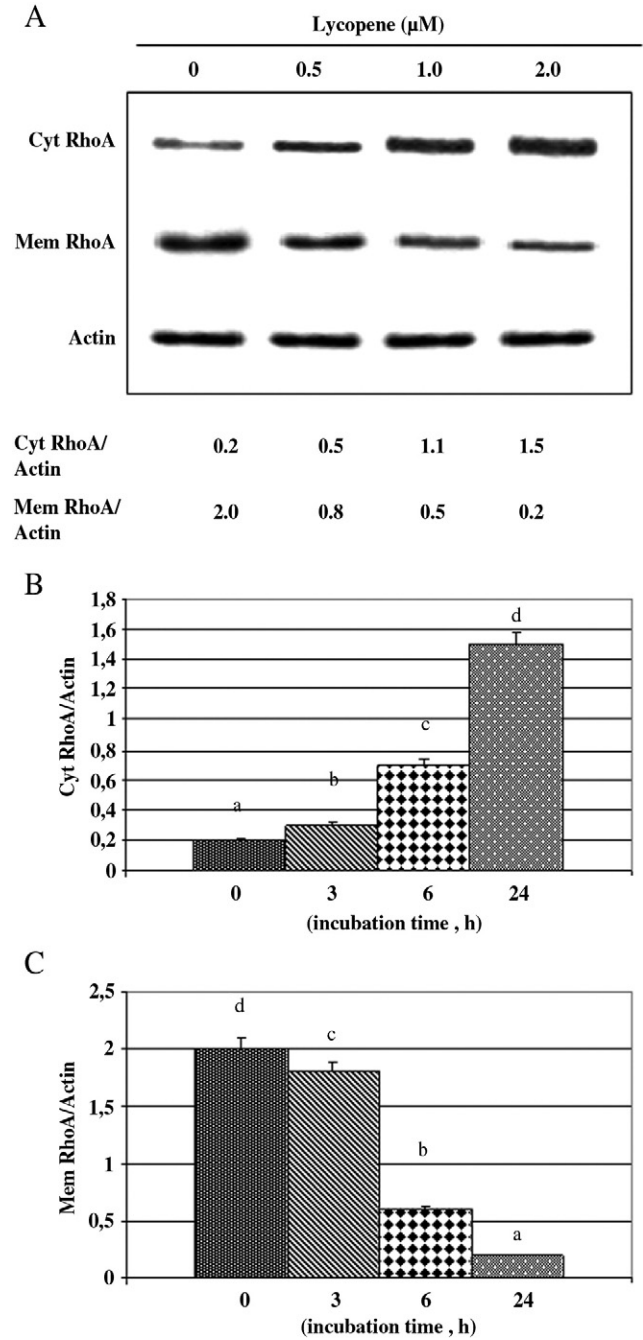 A
Lycopene (µM)
0 0.5 1.0 2.0
Cyt RhoA
Mem RhoA
Actin
Cyt RhoA/
Actin
0.2 0.5 1.1 1.5
Mem RhoA/
Actin
2.0 0.8 0.5 0.2
B
1,8
1,6
1,4
1,2
1
0,8
0,6
0,4
0,2
0
Cyt RhoA/Actin
a
b
c
d
0 3 6 24
(incubation time , h)
C
2,5
2
1,5
1
0,5
0
Mem RhoA/Actin
d
c
b
a
0 3 6 24
(incubation time , h)